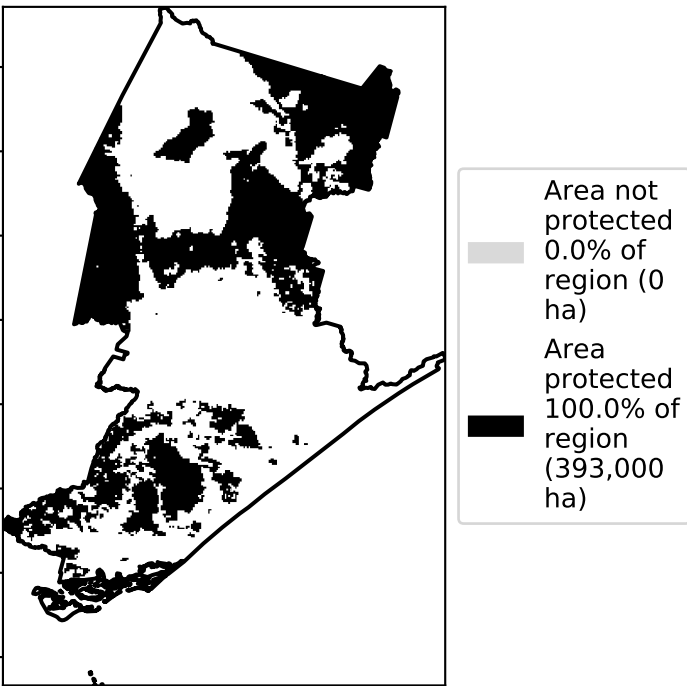 Area not
protected
0.0% of
region (0
ha)
Area
protected
100.0% of
region
(393,000
ha)